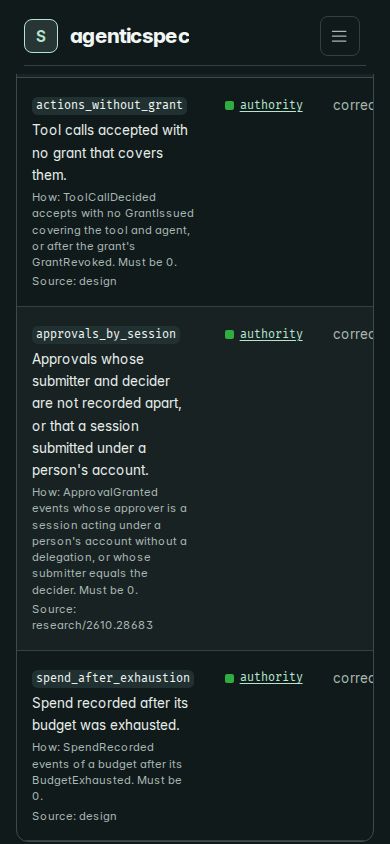 S agenticspec
actions_without_grant authority correc
Tool calls accepted with
no grant that covers
them.
How: ToolCallDecided
accepts with no GrantIssued
covering the tool and agent,
or after the grant's
GrantRevoked. Must be 0.
Source: design
approvals_by_session authority correc
Approvals whose
submitter and decider
are not recorded apart,
or that a session
submitted under a
person's account.
How: ApprovalGranted
events whose approver is a
session acting under a
person's account without a
delegation, or whose
submitter equals the
decider. Must be 0.
Source:
research/2610.28683
spend_after_exhaustion authority correc
Spend recorded after its
budget was exhausted.
How: SpendRecorded
events of a budget after its
BudgetExhausted. Must be
0.
Source: design